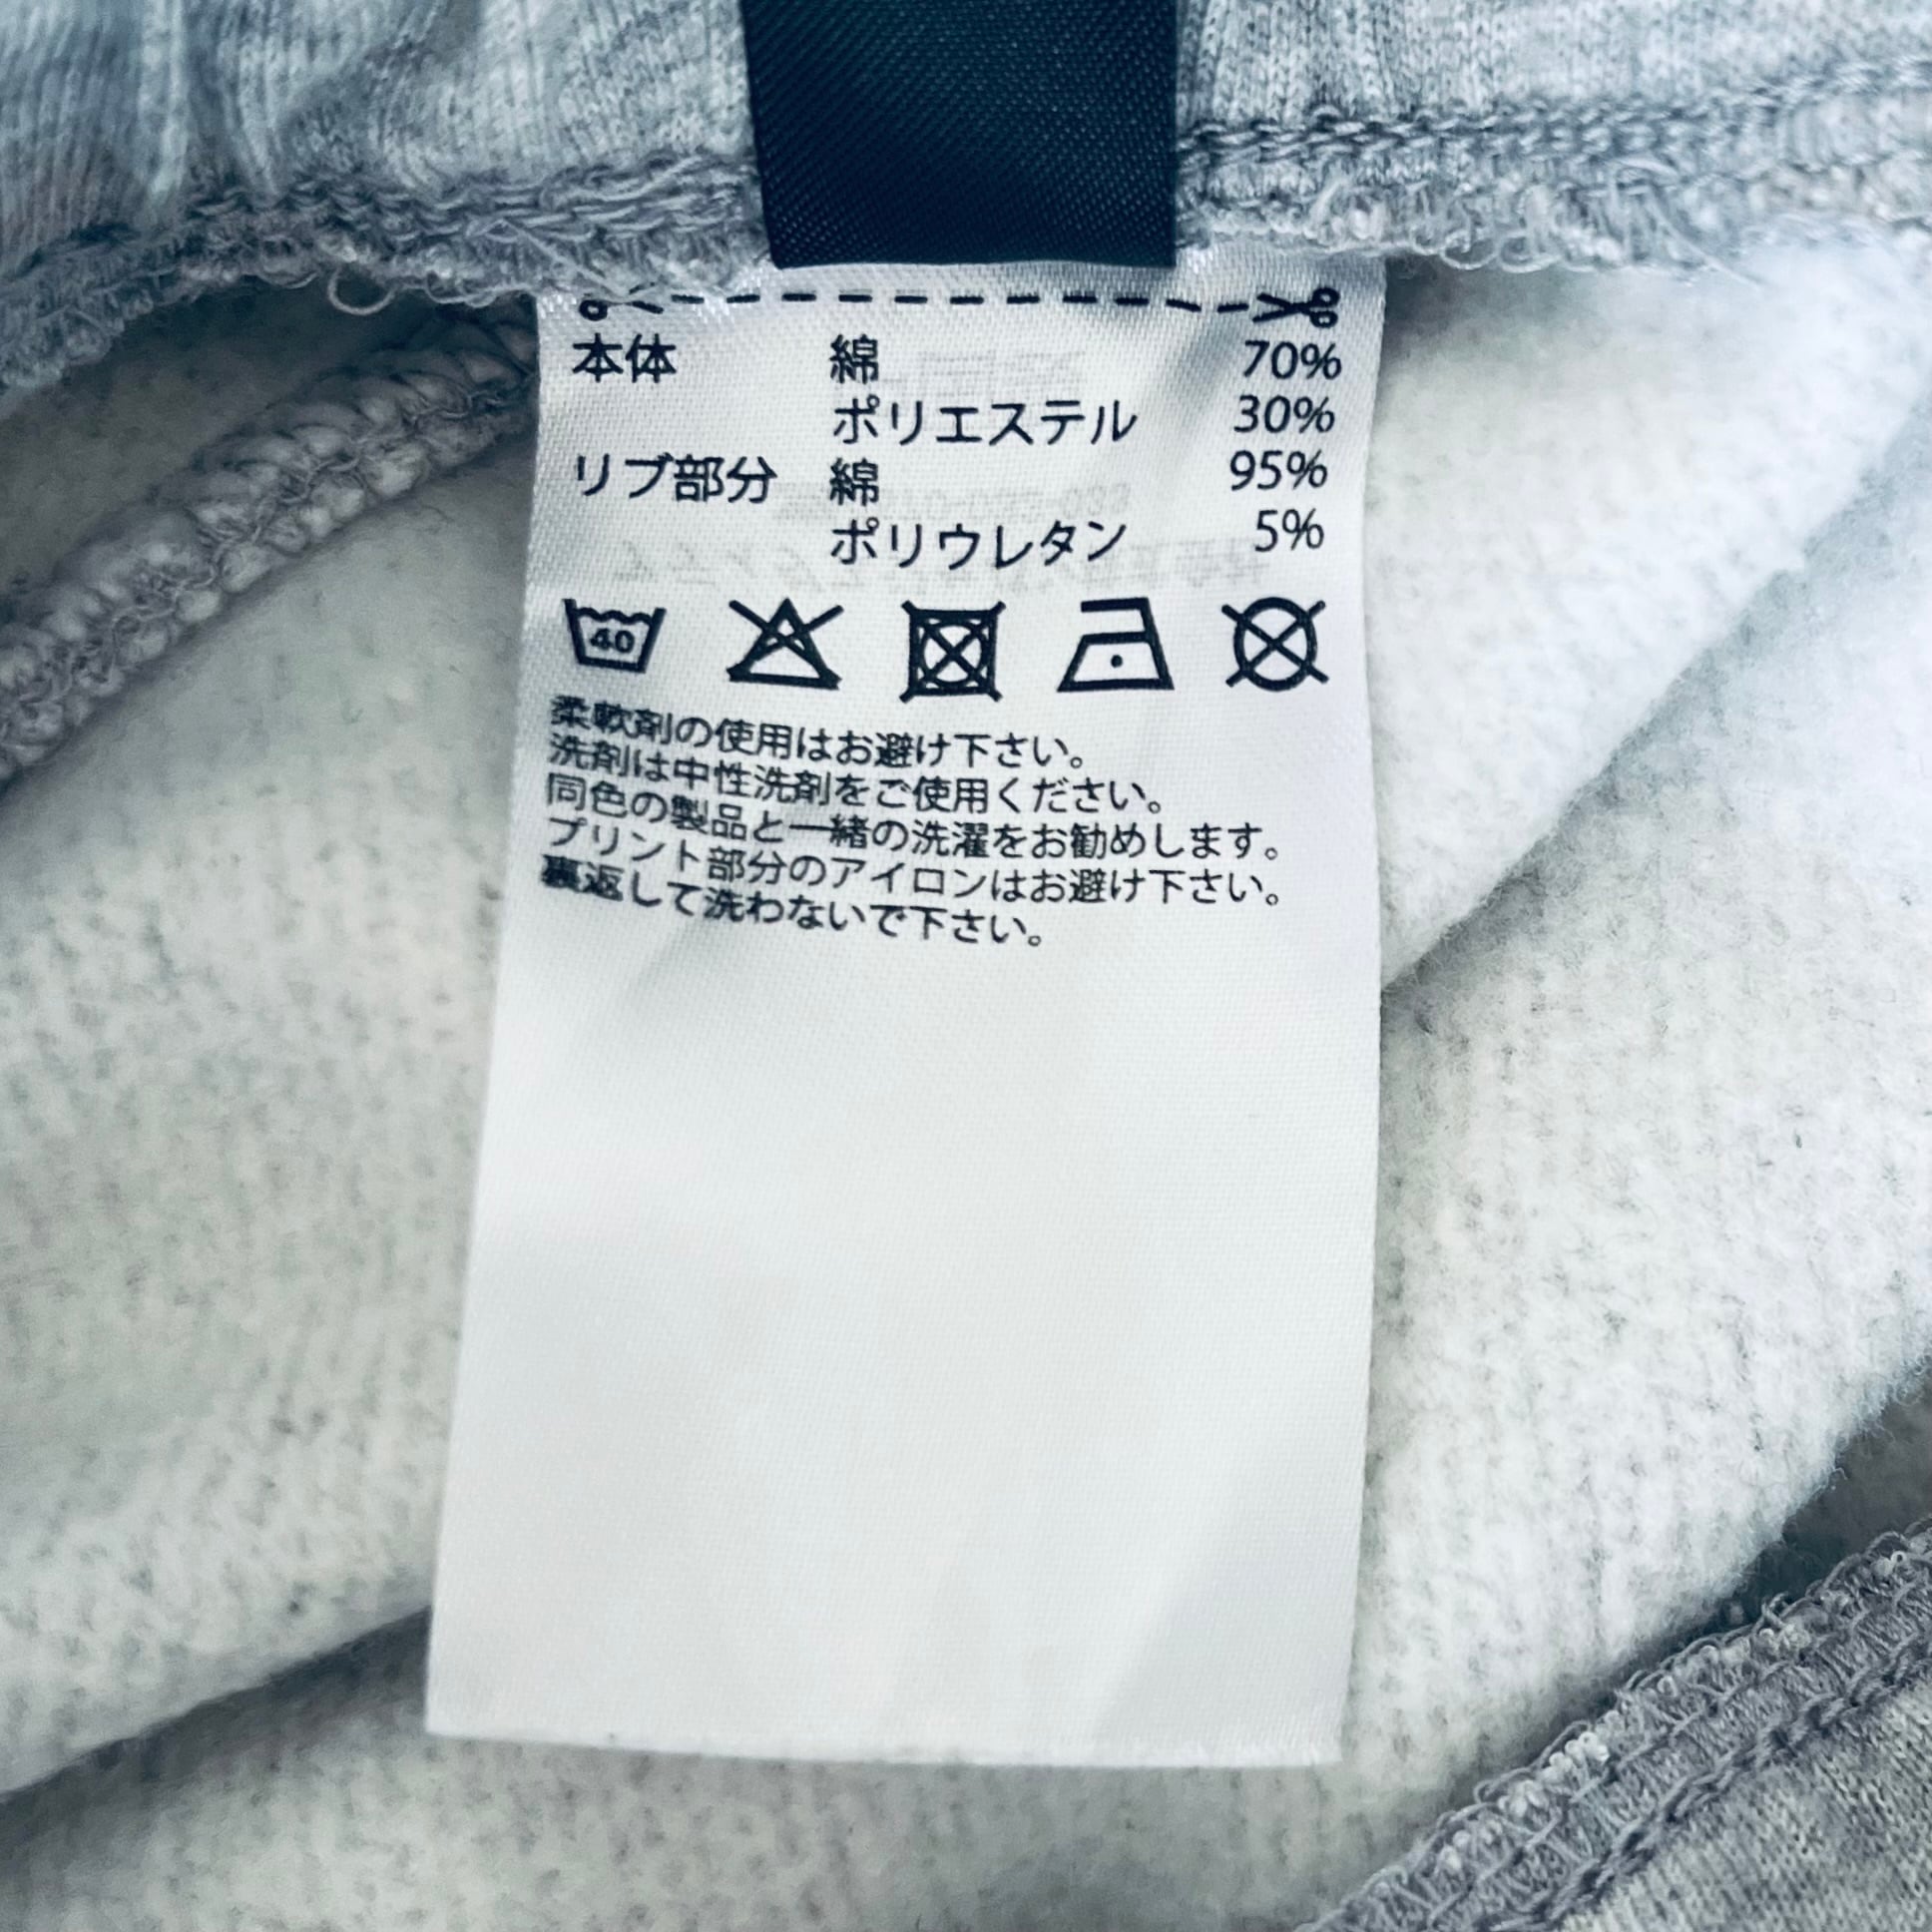 本体 綿 70%
ポリエステル 30%
リブ部分 綿 95%
ポリウレタン 5%
40
柔軟剤の使用はお避け下さい。
洗剤は中性洗剤をご使用ください。
同色の製品と一緒の洗濯をお勧めします。
プリント部分のアイロンはお避け下さい。
裏返して洗わないで下さい。